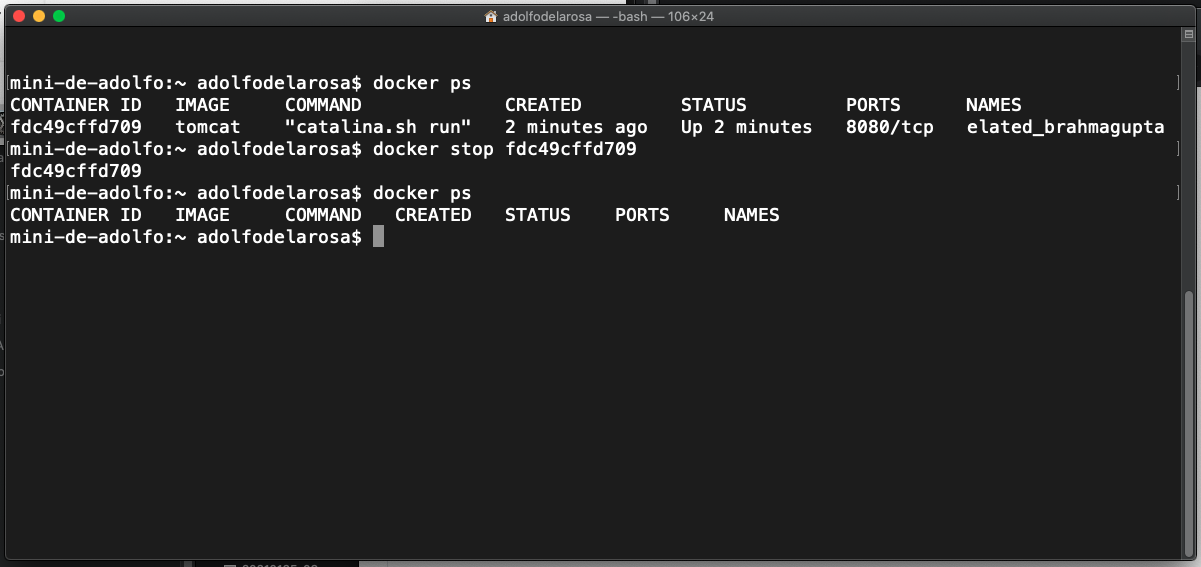 adolfodelarosa — -bash — 106×24
mini-de-adolfo:~ adolfodelarosa$ docker ps
CONTAINER ID   IMAGE     COMMAND             CREATED         STATUS         PORTS      NAMES
fdc49cffd709   tomcat    "catalina.sh run"   2 minutes ago   Up 2 minutes   8080/tcp   elated_brahmagupta
mini-de-adolfo:~ adolfodelarosa$ docker stop fdc49cffd709
fdc49cffd709
mini-de-adolfo:~ adolfodelarosa$ docker ps
CONTAINER ID   IMAGE     COMMAND   CREATED   STATUS    PORTS     NAMES
mini-de-adolfo:~ adolfodelarosa$